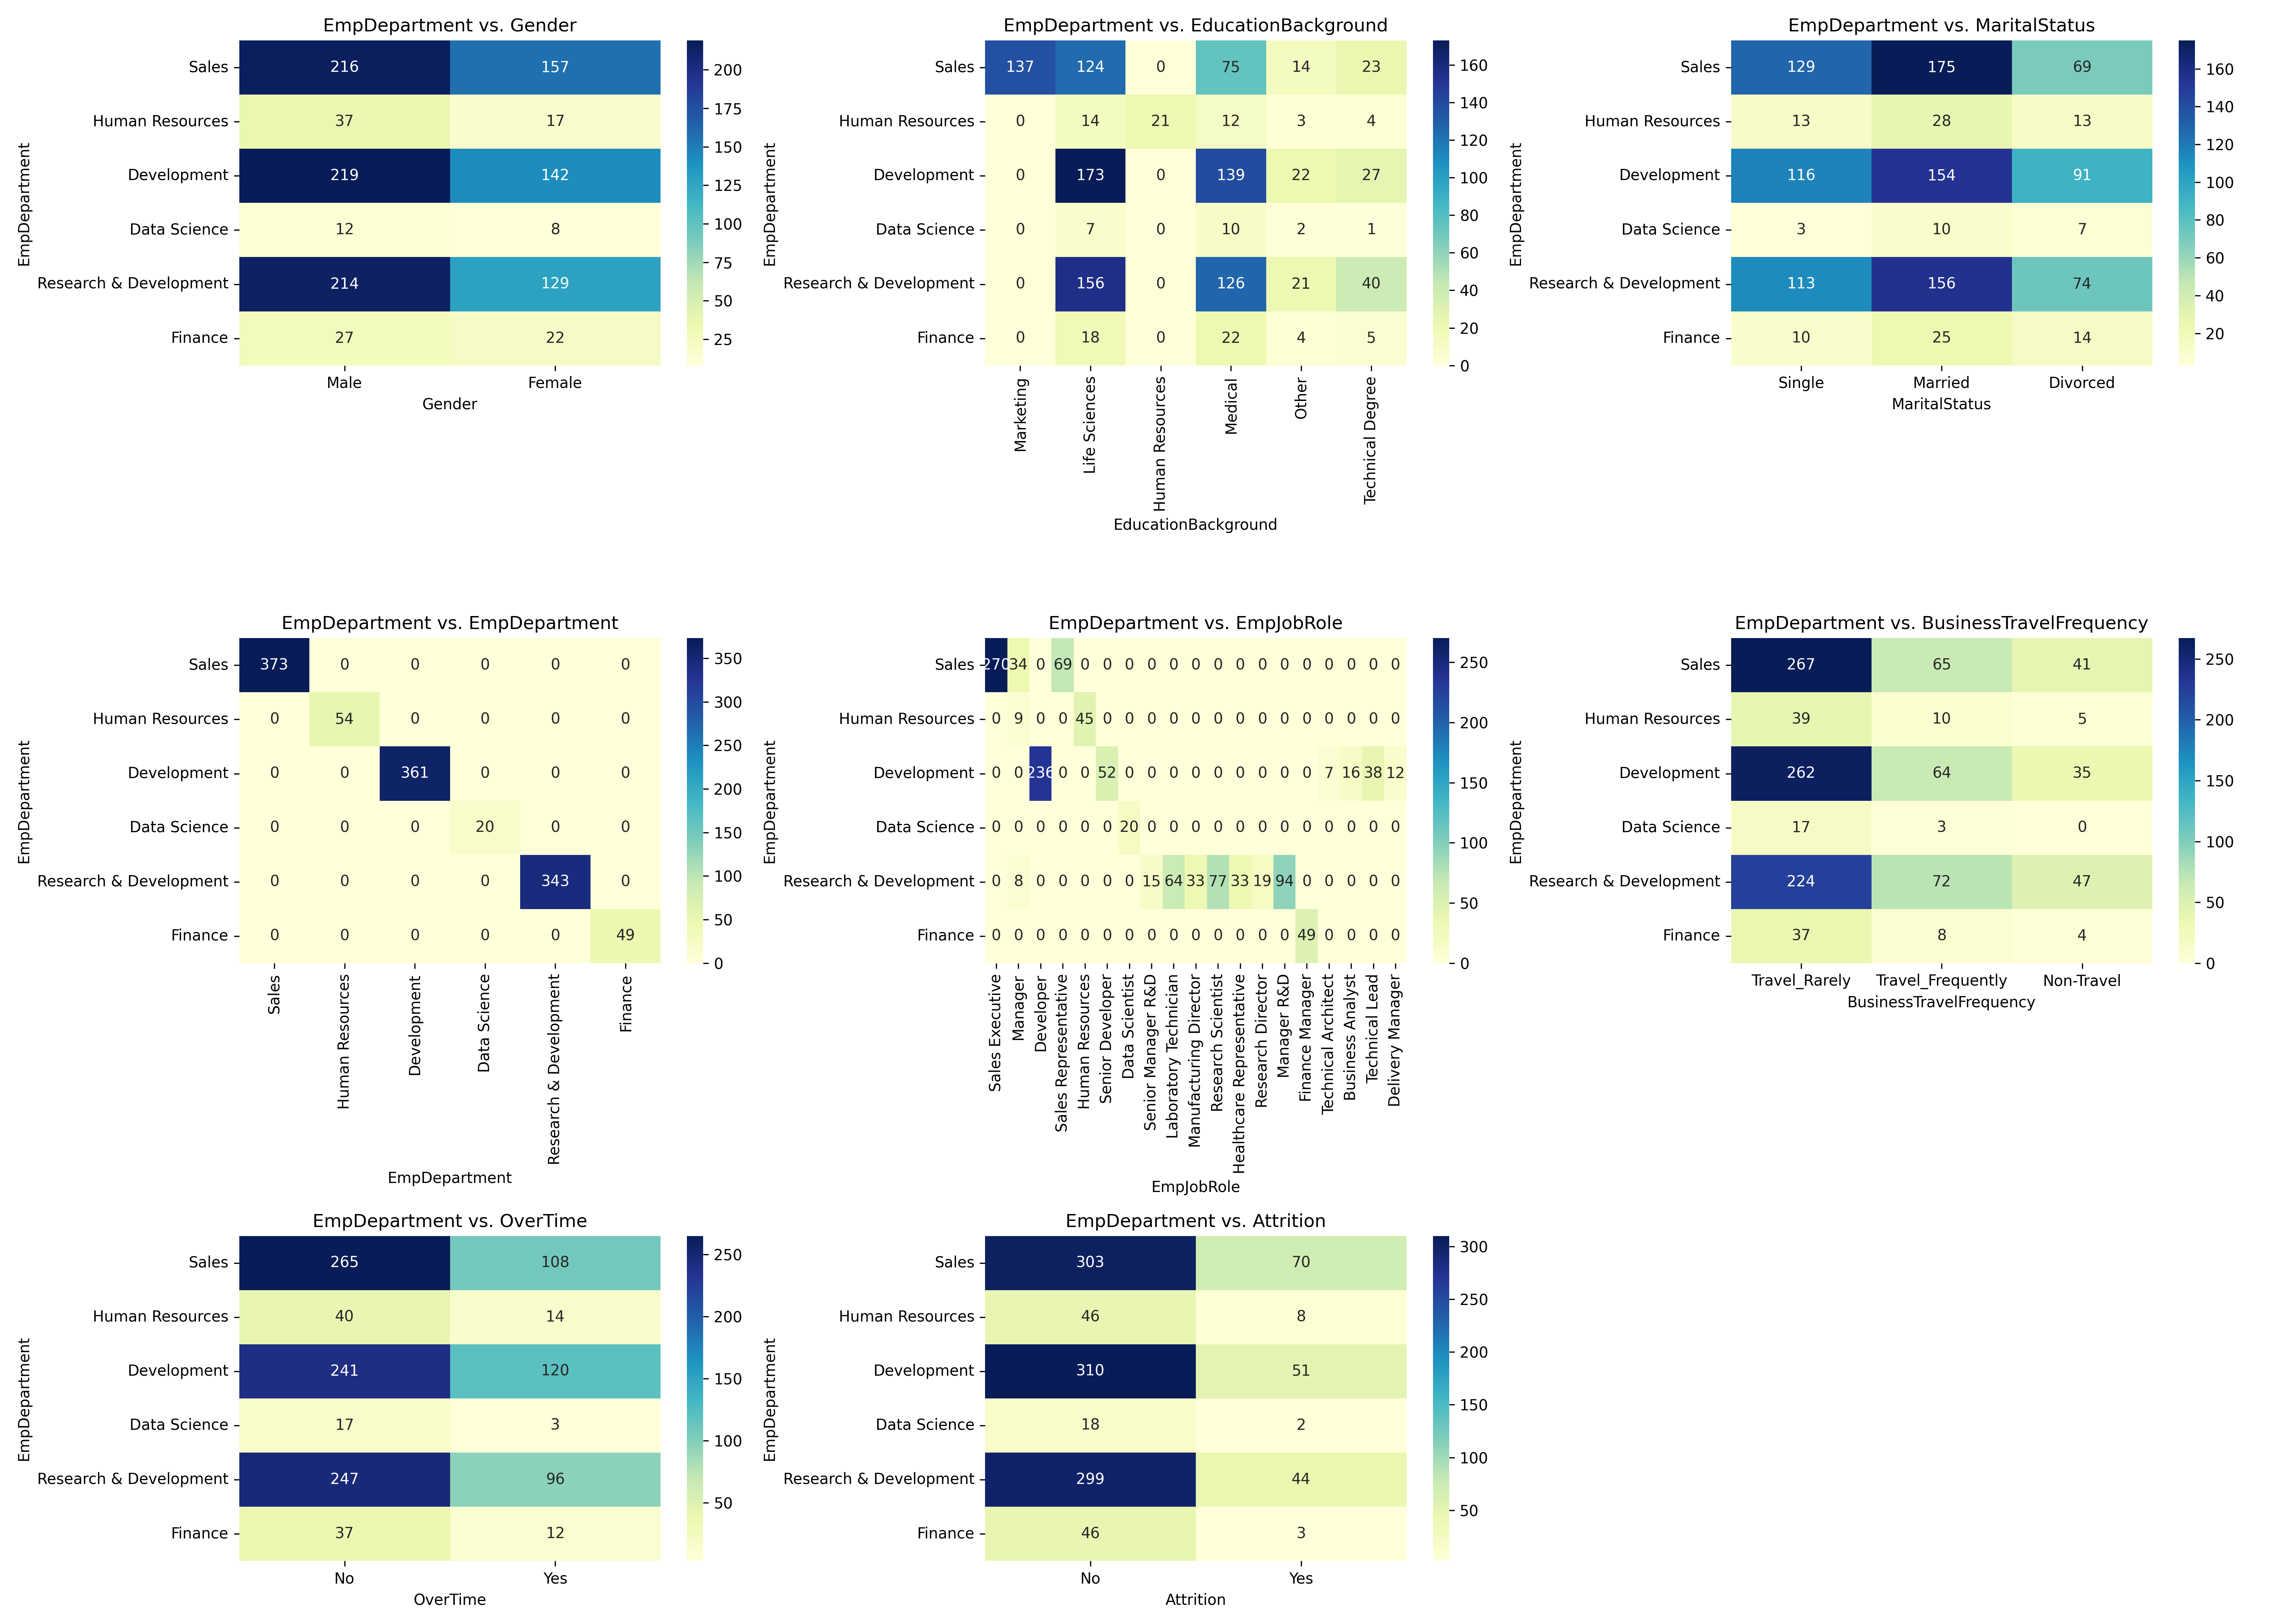 EmpDepartment vs. Gender
EmpDepartment
Sales 216 157
Human Resources 37 17
Development 219 142
Data Science 12 8
Research & Development 214 129
Finance 27 22
Male Female
Gender
200
175
150
125
100
75
50
25
EmpDepartment vs. EducationBackground
EmpDepartment
Sales 137 124 0 75 14 23
Human Resources 0 14 21 12 3 4
Development 0 173 0 139 22 27
Data Science 0 7 0 10 2 1
Research & Development 0 156 0 126 21 40
Finance 0 18 0 22 4 5
Marketing
Life Sciences
Human Resources
Medical
Other
Technical Degree
EducationBackground
160
140
120
100
80
60
40
20
0
EmpDepartment vs. MaritalStatus
EmpDepartment
Sales 129 175 69
Human Resources 13 28 13
Development 116 154 91
Data Science 3 10 7
Research & Development 113 156 74
Finance 10 25 14
Single Married Divorced
MaritalStatus
160
140
120
100
80
60
40
20
EmpDepartment vs. EmpDepartment
EmpDepartment
Sales 373 0 0 0 0 0
Human Resources 0 54 0 0 0 0
Development 0 0 361 0 0 0
Data Science 0 0 0 20 0 0
Research & Development 0 0 0 0 343 0
Finance 0 0 0 0 0 49
Sales
Human Resources
Development
Data Science
Research & Development
Finance
EmpDepartment
350
300
250
200
150
100
50
0
EmpDepartment vs. EmpJobRole
EmpDepartment
Sales 270 34 0 69 0 0 0 0 0 0 0 0 0 0 0 0 0 0 0
Human Resources 0 9 0 0 45 0 0 0 0 0 0 0 0 0 0 0 0 0 0
Development 0 0 236 0 0 52 0 0 0 0 0 0 0 0 0 7 16 38 12
Data Science 0 0 0 0 0 0 20 0 0 0 0 0 0 0 0 0 0 0 0
Research & Development 0 8 0 0 0 0 0 15 64 33 77 33 19 94 0 0 0 0 0
Finance 0 0 0 0 0 0 0 0 0 0 0 0 0 0 49 0 0 0 0
Sales Executive
Manager
Developer
Sales Representative
Human Resources
Senior Developer
Data Scientist
Senior Manager R&D
Laboratory Technician
Manufacturing Director
Research Scientist
Healthcare Representative
Research Director
Manager R&D
Finance Manager
Technical Architect
Business Analyst
Technical Lead
Delivery Manager
EmpJobRole
250
200
150
100
50
0
EmpDepartment vs. BusinessTravelFrequency
EmpDepartment
Sales 267 65 41
Human Resources 39 10 5
Development 262 64 35
Data Science 17 3 0
Research & Development 224 72 47
Finance 37 8 4
Travel_Rarely Travel_Frequently Non-Travel
BusinessTravelFrequency
250
200
150
100
50
0
EmpDepartment vs. OverTime
EmpDepartment
Sales 265 108
Human Resources 40 14
Development 241 120
Data Science 17 3
Research & Development 247 96
Finance 37 12
No Yes
OverTime
250
200
150
100
50
EmpDepartment vs. Attrition
EmpDepartment
Sales 303 70
Human Resources 46 8
Development 310 51
Data Science 18 2
Research & Development 299 44
Finance 46 3
No Yes
Attrition
300
250
200
150
100
50